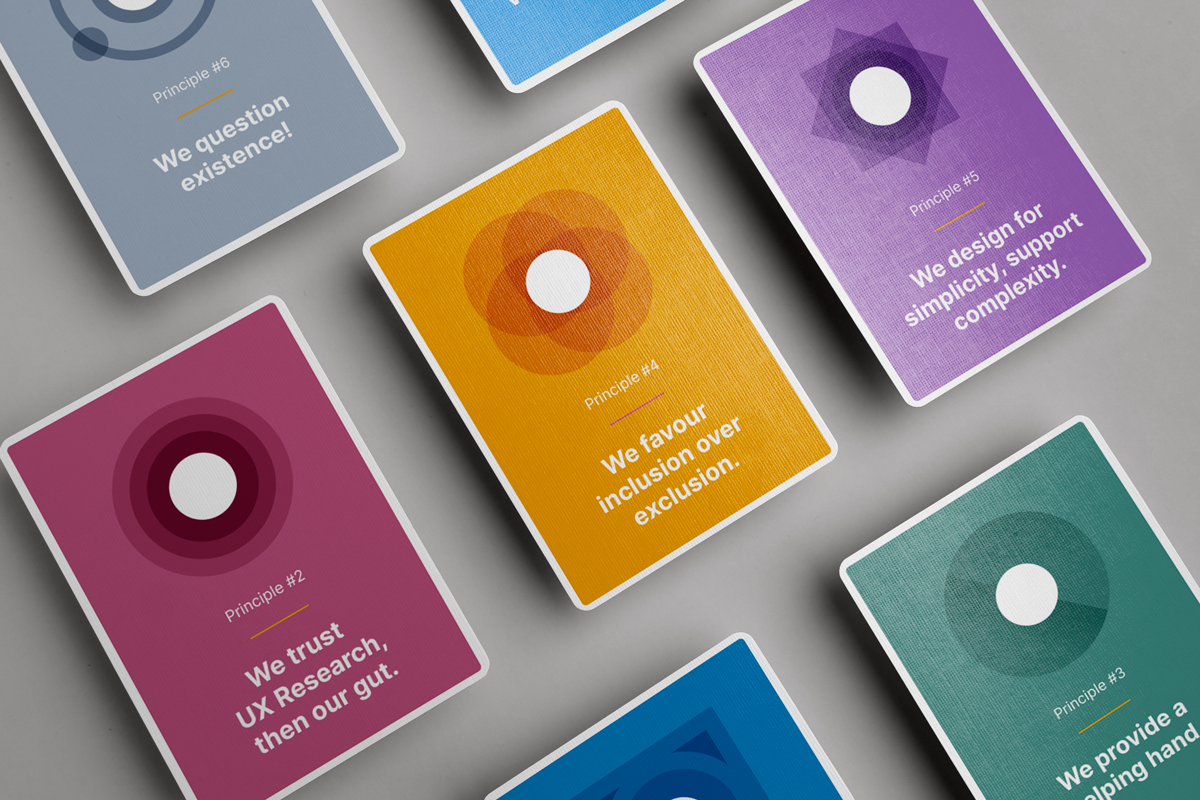 Principle #6
We question
existence!
Principle #5
We design for
simplicity, support
complexity.
Principle #4
We favour
inclusion over
exclusion.
Principle #2
We trust
UX Research,
then our gut.
Principle #3
We provide a
hand